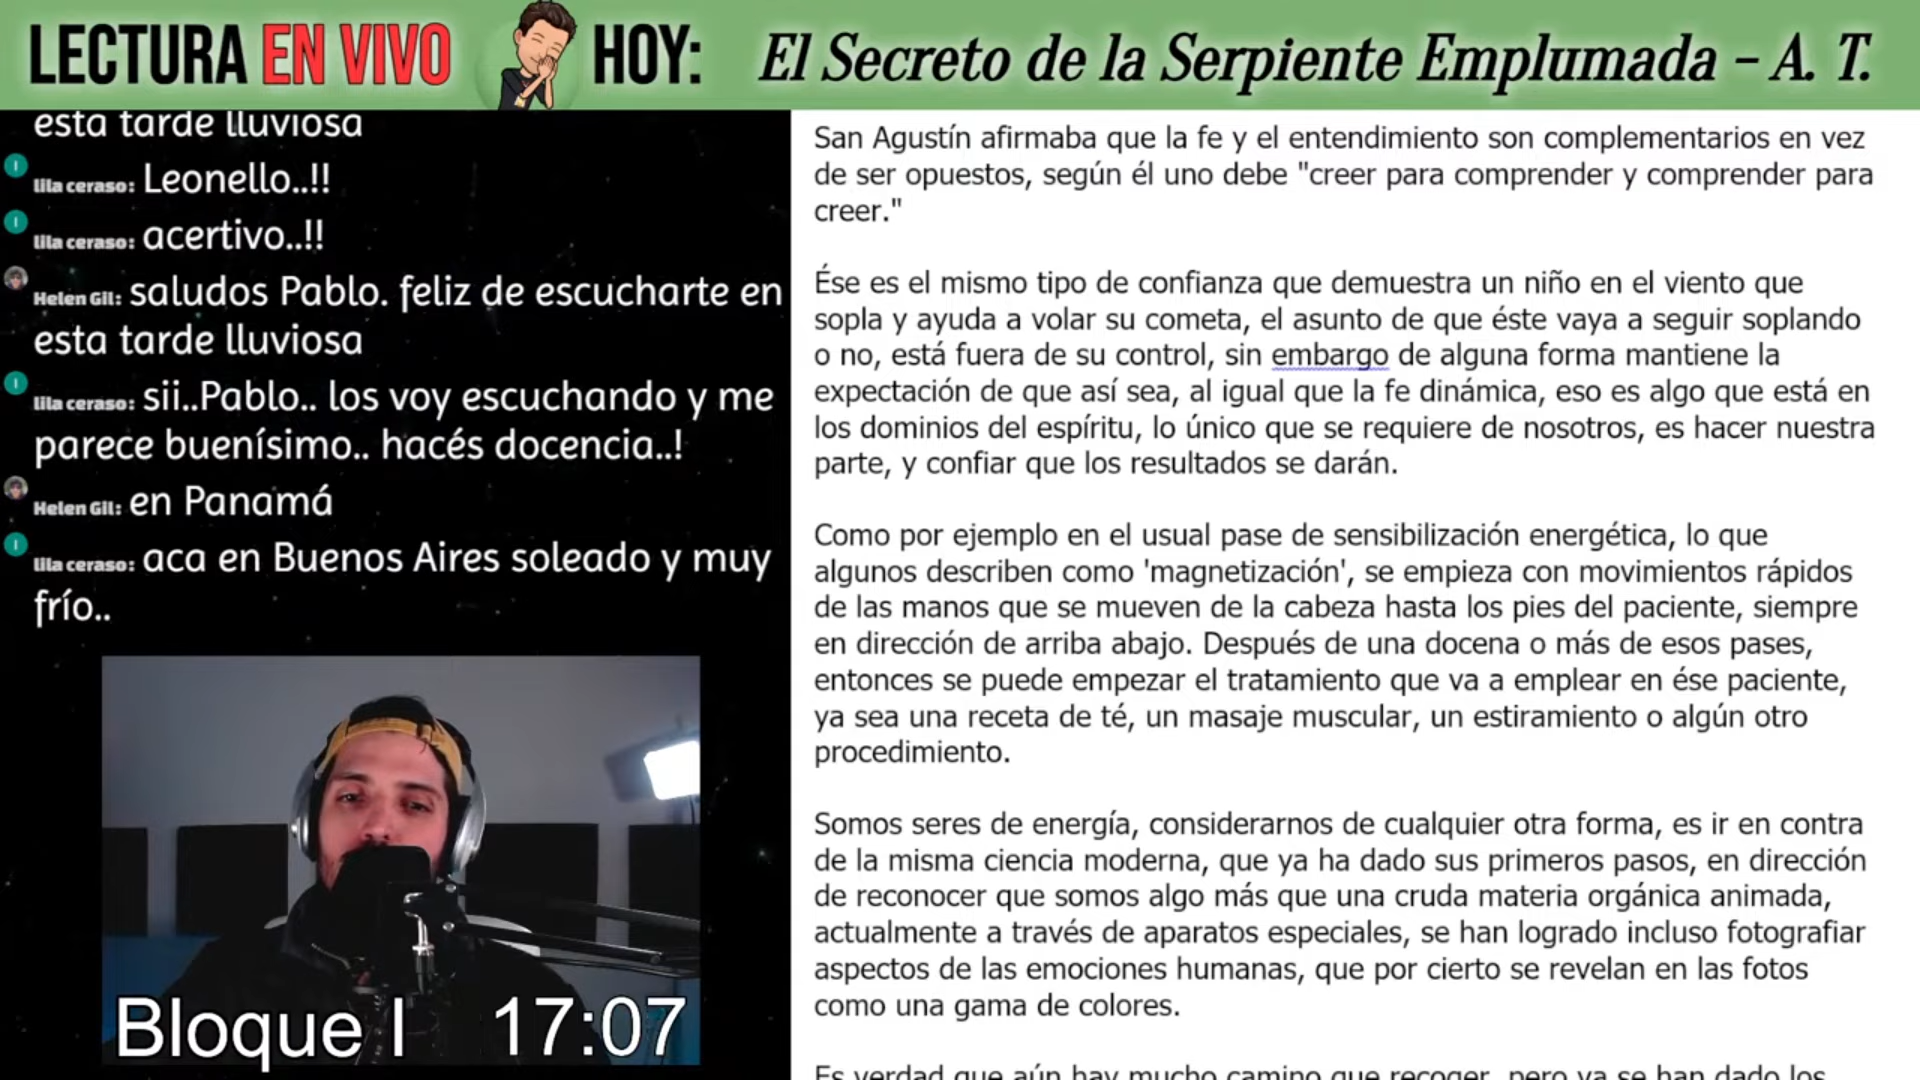 LECTURA EN VIVO HOY: El Secreto de la Serpiente Emplumada - A. T.
esta tarde lluviosa
lila ceraso: Leonello..!!
lila ceraso: acertivo..!!
Helen Gil: saludos Pablo. feliz de escucharte en
esta tarde lluviosa
lila ceraso: sii..Pablo.. los voy escuchando y me
parece buenísimo.. hacés docencia..!
Helen Gil: en Panamá
lila ceraso: aca en Buenos Aires soleado y muy
frío..
Bloque I 17:07
San Agustín afirmaba que la fe y el entendimiento son complementarios en vez
de ser opuestos, según él uno debe "creer para comprender y comprender para
creer."
Ése es el mismo tipo de confianza que demuestra un niño en el viento que
sopla y ayuda a volar su cometa, el asunto de que éste vaya a seguir soplando
o no, está fuera de su control, sin embargo de alguna forma mantiene la
expectación de que así sea, al igual que la fe dinámica, eso es algo que está en
los dominios del espíritu, lo único que se requiere de nosotros, es hacer nuestra
parte, y confiar que los resultados se darán.
Como por ejemplo en el usual pase de sensibilización energética, lo que
algunos describen como 'magnetización', se empieza con movimientos rápidos
de las manos que se mueven de la cabeza hasta los pies del paciente, siempre
en dirección de arriba abajo. Después de una docena o más de esos pases,
entonces se puede empezar el tratamiento que va a emplear en ése paciente,
ya sea una receta de té, un masaje muscular, un estiramiento o algún otro
procedimiento.
Somos seres de energía, considerarnos de cualquier otra forma, es ir en contra
de la misma ciencia moderna, que ya ha dado sus primeros pasos, en dirección
de reconocer que somos algo más que una cruda materia orgánica animada,
actualmente a través de aparatos especiales, se han logrado incluso fotografiar
aspectos de las emociones humanas, que por cierto se revelan en las fotos
como una gama de colores.
Es verdad que aún hay mucho camino que recoger, pero ya se han dado los